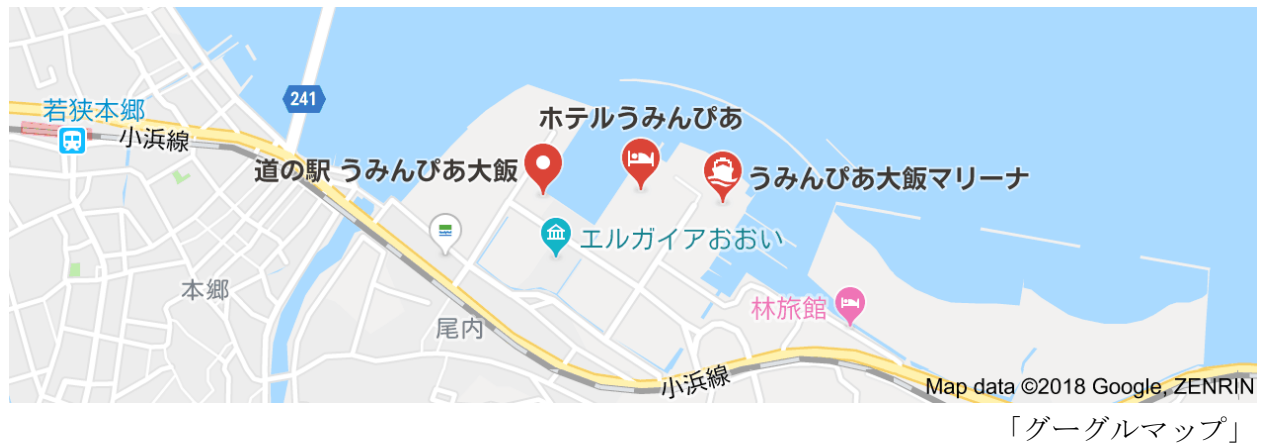 若狭本郷
241
小浜線
ホテルうみんぴあ
道の駅 うみんぴあ大飯
うみんぴあ大飯マリーナ
エルガイアおおい
本郷
尾内
林旅館
小浜線
Map data ©2018 Google, ZENRIN
「グーグルマップ」